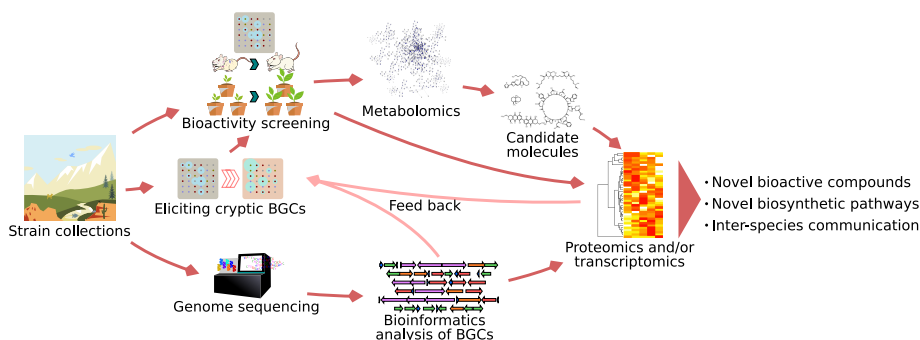 Bioactivity screening
Metabolomics
Candidate
molecules
Strain collections
Eliciting cryptic BGCs
Feed back
Proteomics and/or
transcriptomics
Genome sequencing
Bioinformatics
analysis of BGCs
· Novel bioactive compounds
· Novel biosynthetic pathways
· Inter-species communication